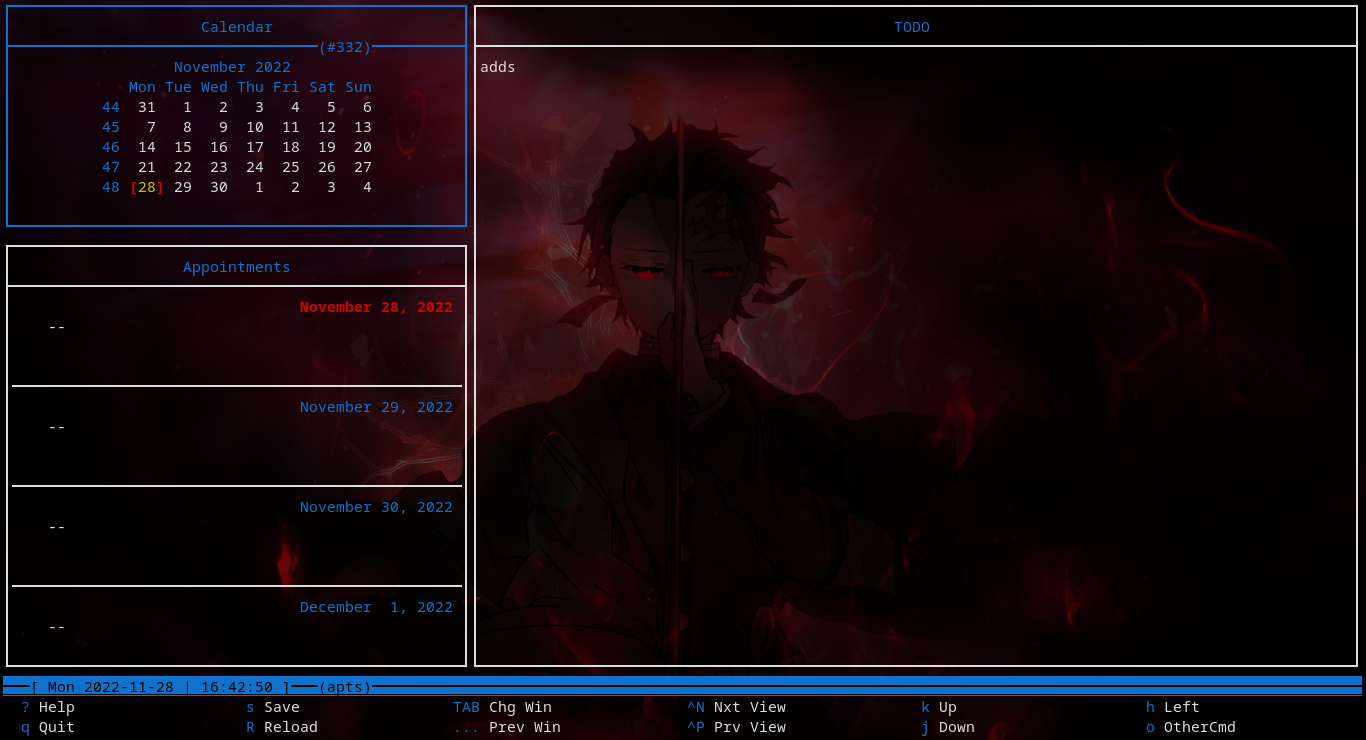 Calendar
(#332)
November 2022
Mon Tue Wed Thu Fri Sat Sun
44 31 1 2 3 4 5 6
45 7 8 9 10 11 12 13
46 14 15 16 17 18 19 20
47 21 22 23 24 25 26 27
48 [28] 29 30 1 2 3 4
Appointments
November 28, 2022
--
November 29, 2022
--
November 30, 2022
--
December  1, 2022
--
TODO
adds
[ Mon 2022-11-28 | 16:42:50 ] (apts)
? Help s Save TAB Chg Win ^N Nxt View k Up h Left
q Quit R Reload ... Prev Win ^P Prv View j Down o OtherCmd